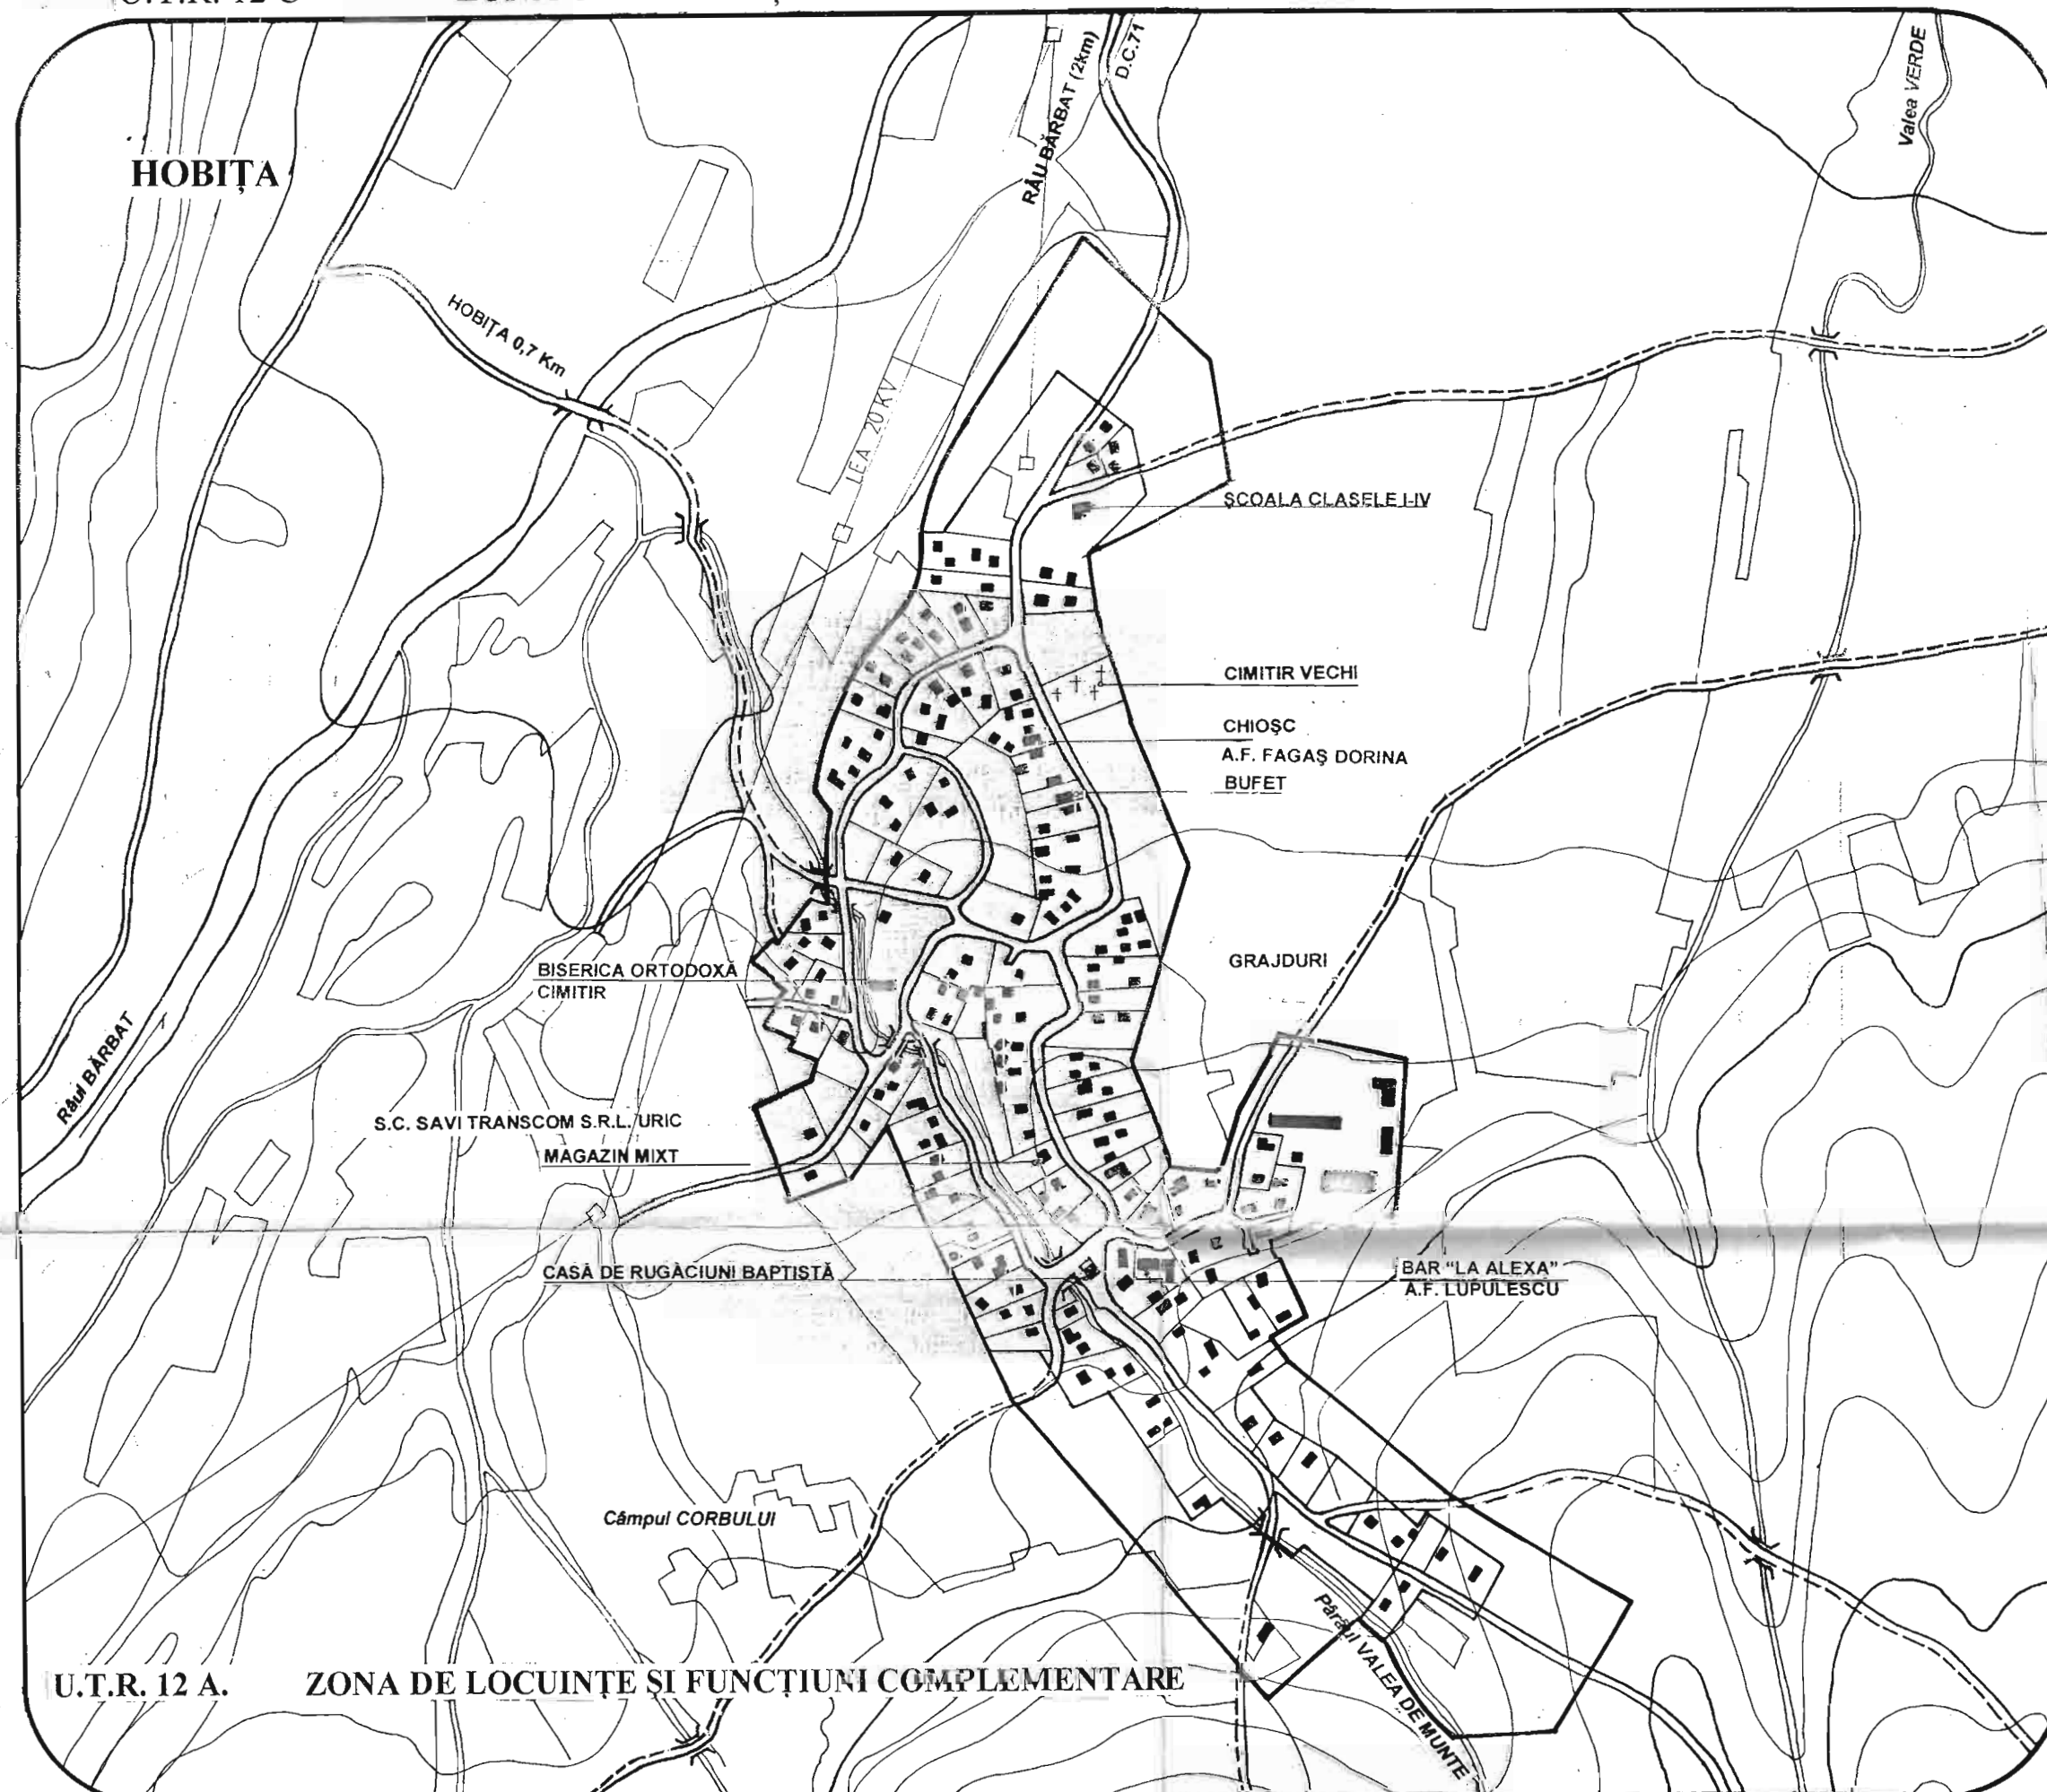 HOBIȚA
RÂU BĂRBAT (2km)
D.C.71
Valea VERDE
HOBIȚA 0,7 Km
LEA 20 KV
ȘCOALA CLASELE I-IV
CIMITIR VECHI
CHIOȘC
A.F. FAGAȘ DORINA
BUFET
GRAJDURI
BISERICA ORTODOXĂ
CIMITIR
Râul BĂRBAT
S.C. SAVI TRANSCOM S.R.L. URIC
MAGAZIN MIXT
CASĂ DE RUGĂCIUNI BAPTISTĂ
BAR "LA ALEXA"
A.F. LUPULESCU
Câmpul CORBULUI
Pârâul VALEA DE MUNTE
U.T.R. 12 A. ZONA DE LOCUINȚE ȘI FUNCȚIUNI COMPLEMENTARE